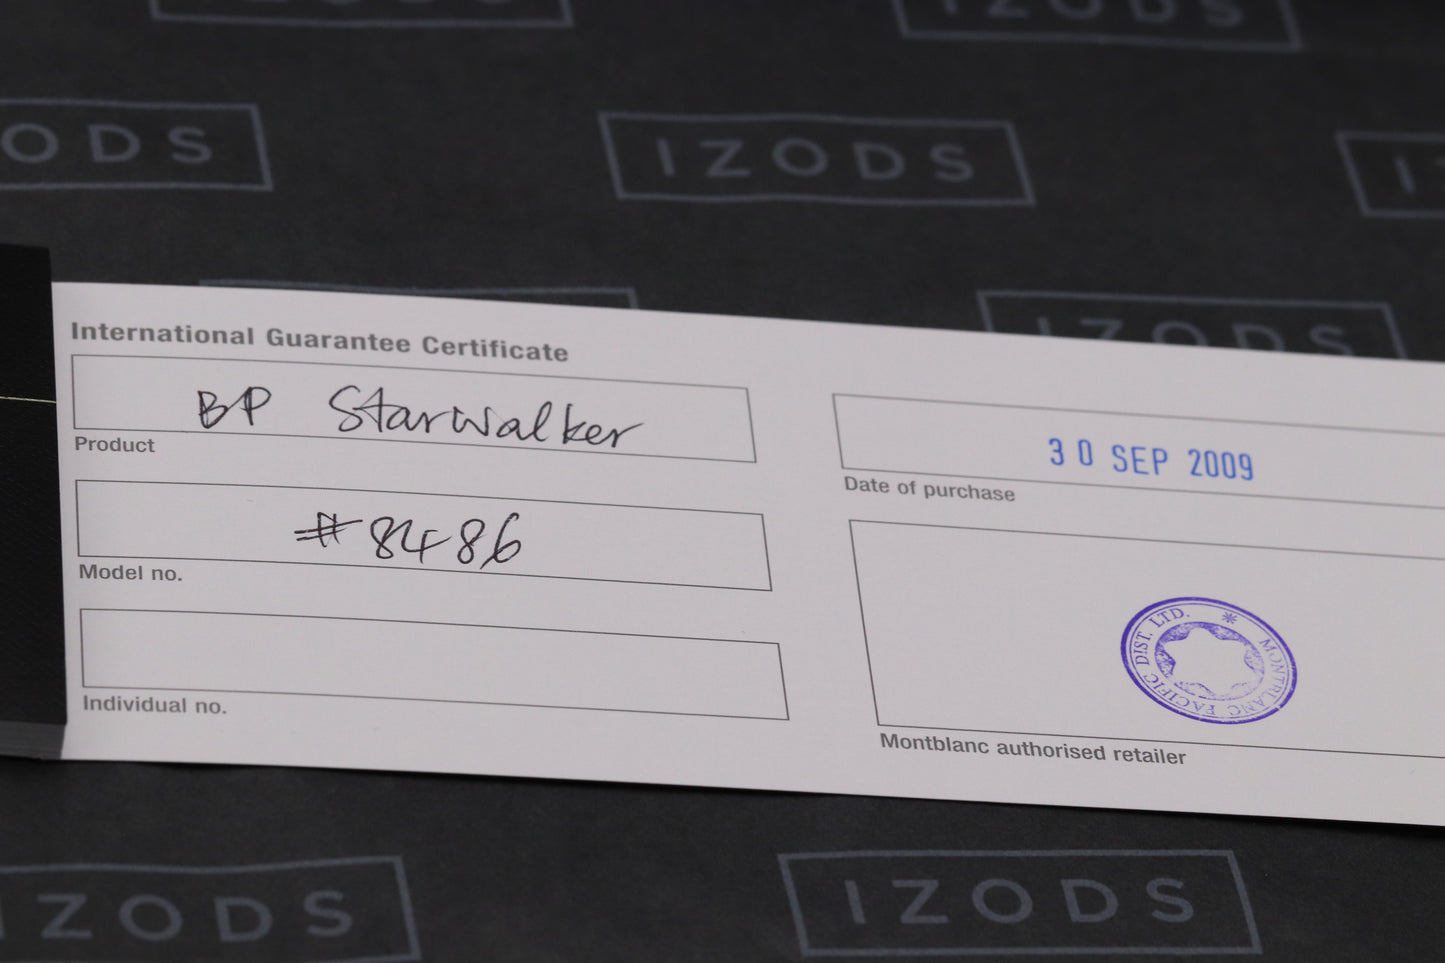 IZODS
IZODS
IZODS
IZODS
International Guarantee Certificate
BP Starwalker
Product
#8486
Model no.
Individual no.
30 SEP 2009
Date of purchase
MONTBLANC PACIFIC DIST. LTD.
Montblanc authorised retailer
IZODS
IZODS